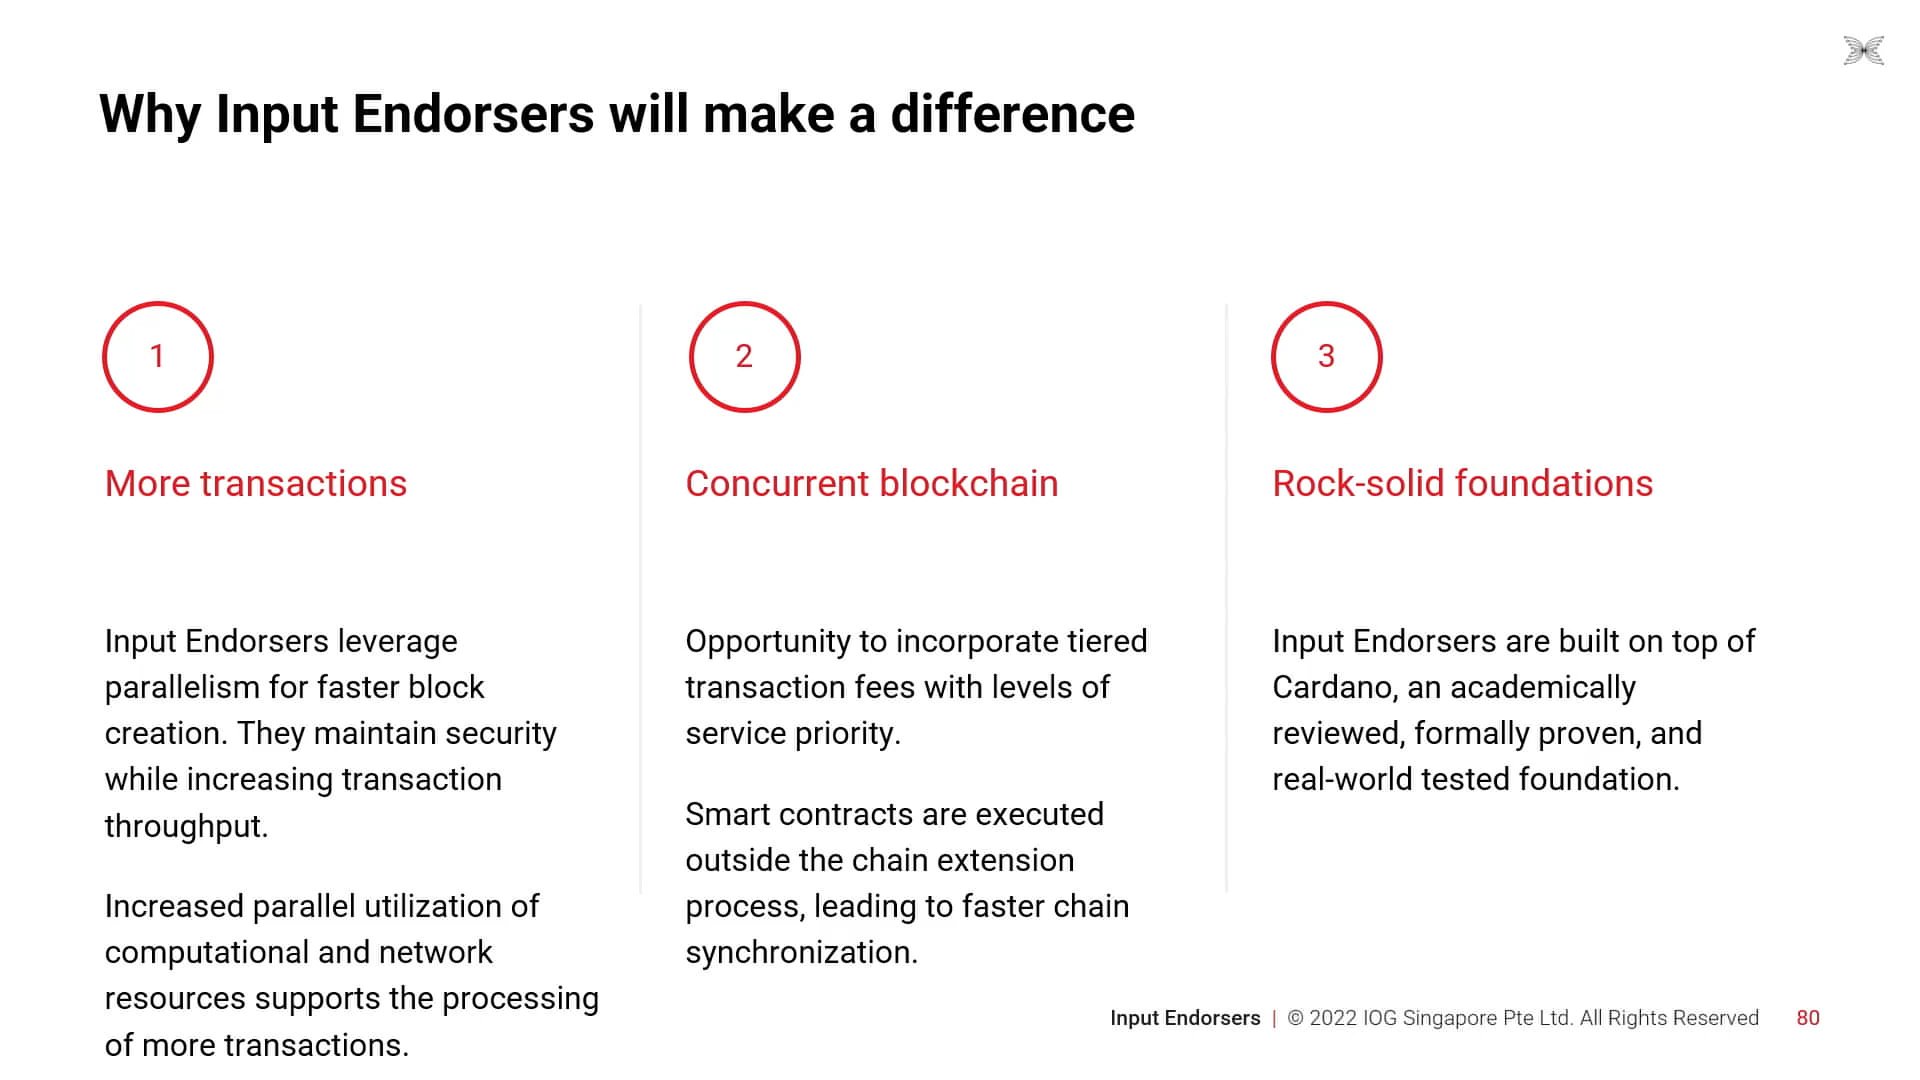 Why Input Endorsers will make a difference
1
More transactions
Input Endorsers leverage
parallelism for faster block
creation. They maintain security
while increasing transaction
throughput.
Increased parallel utilization of
computational and network
resources supports the processing
of more transactions.
2
Concurrent blockchain
Opportunity to incorporate tiered
transaction fees with levels of
service priority.
Smart contracts are executed
outside the chain extension
process, leading to faster chain
synchronization.
3
Rock-solid foundations
Input Endorsers are built on top of
Cardano, an academically
reviewed, formally proven, and
real-world tested foundation.
Input Endorsers | © 2022 IOG Singapore Pte Ltd. All Rights Reserved 80